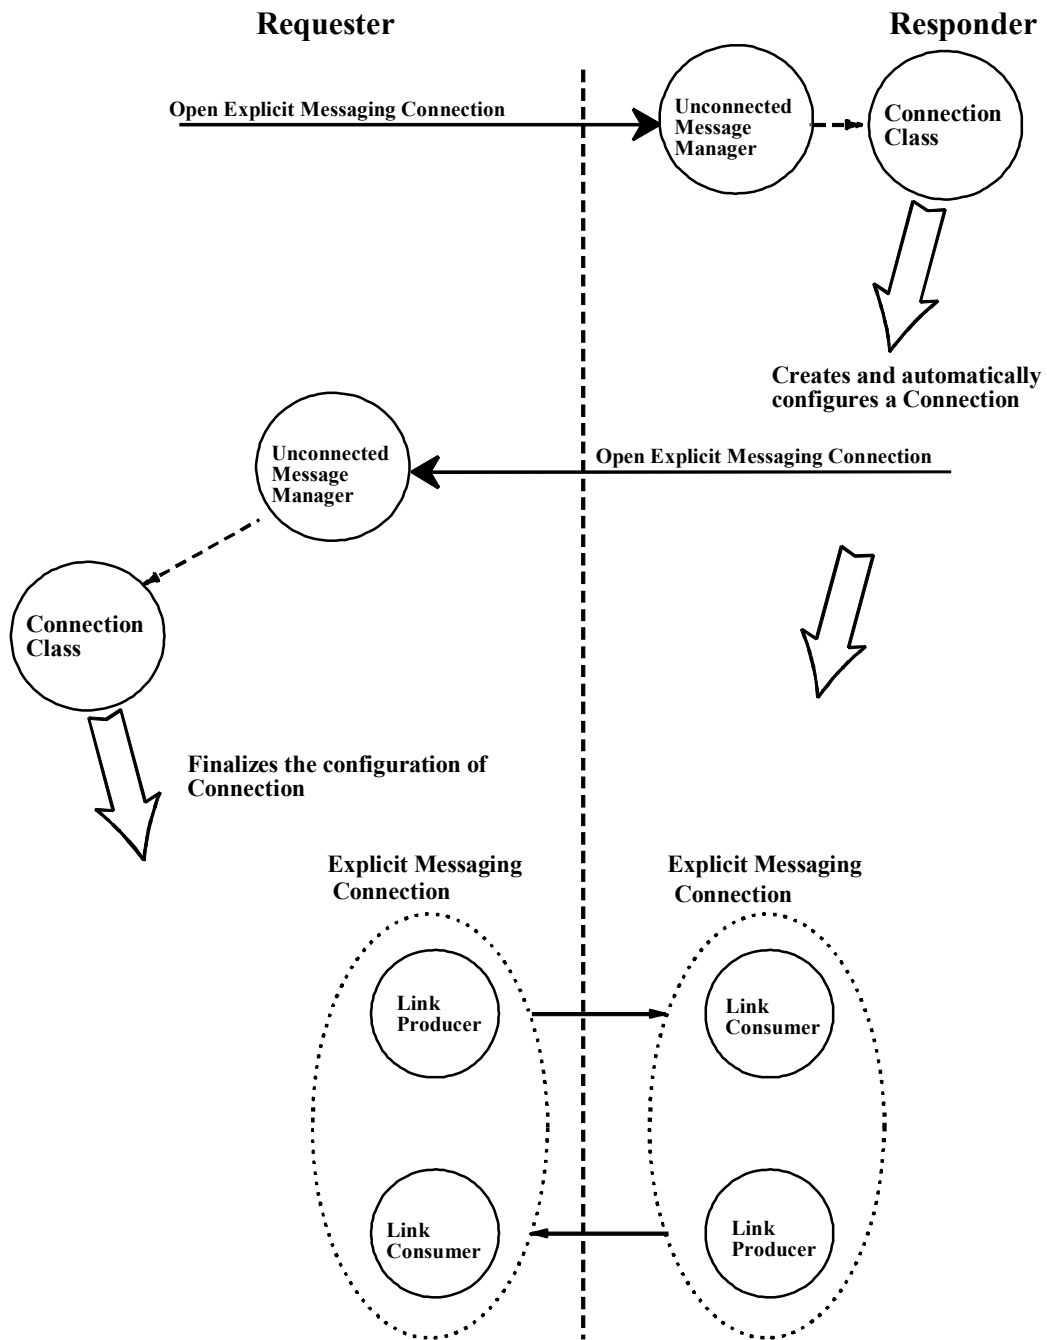 Requester
Responder
Open Explicit Messaging Connection
Unconnected
Message
Manager
Connection
Class
Creates and automatically
configures a Connection
Unconnected
Message
Manager
Open Explicit Messaging Connection
Connection
Class
Finalizes the configuration of
Connection
Explicit Messaging
Connection
Explicit Messaging
Connection
Link
Producer
Link
Consumer
Link
Consumer
Link
Producer